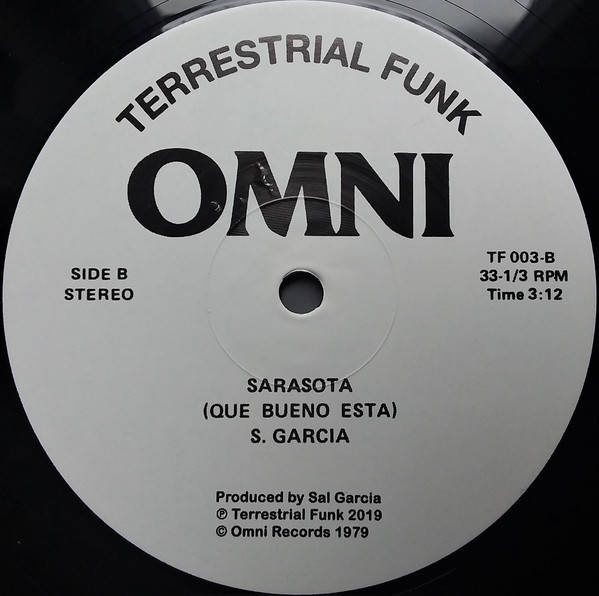 TERRESTRIAL FUNK
OMNI
SIDE B
STEREO
TF 003-B
33-1/3 RPM
Time 3:12
SARASOTA
(QUE BUENO ESTA)
S. GARCIA
Produced by Sal Garcia
℗ Terrestrial Funk 2019
© Omni Records 1979